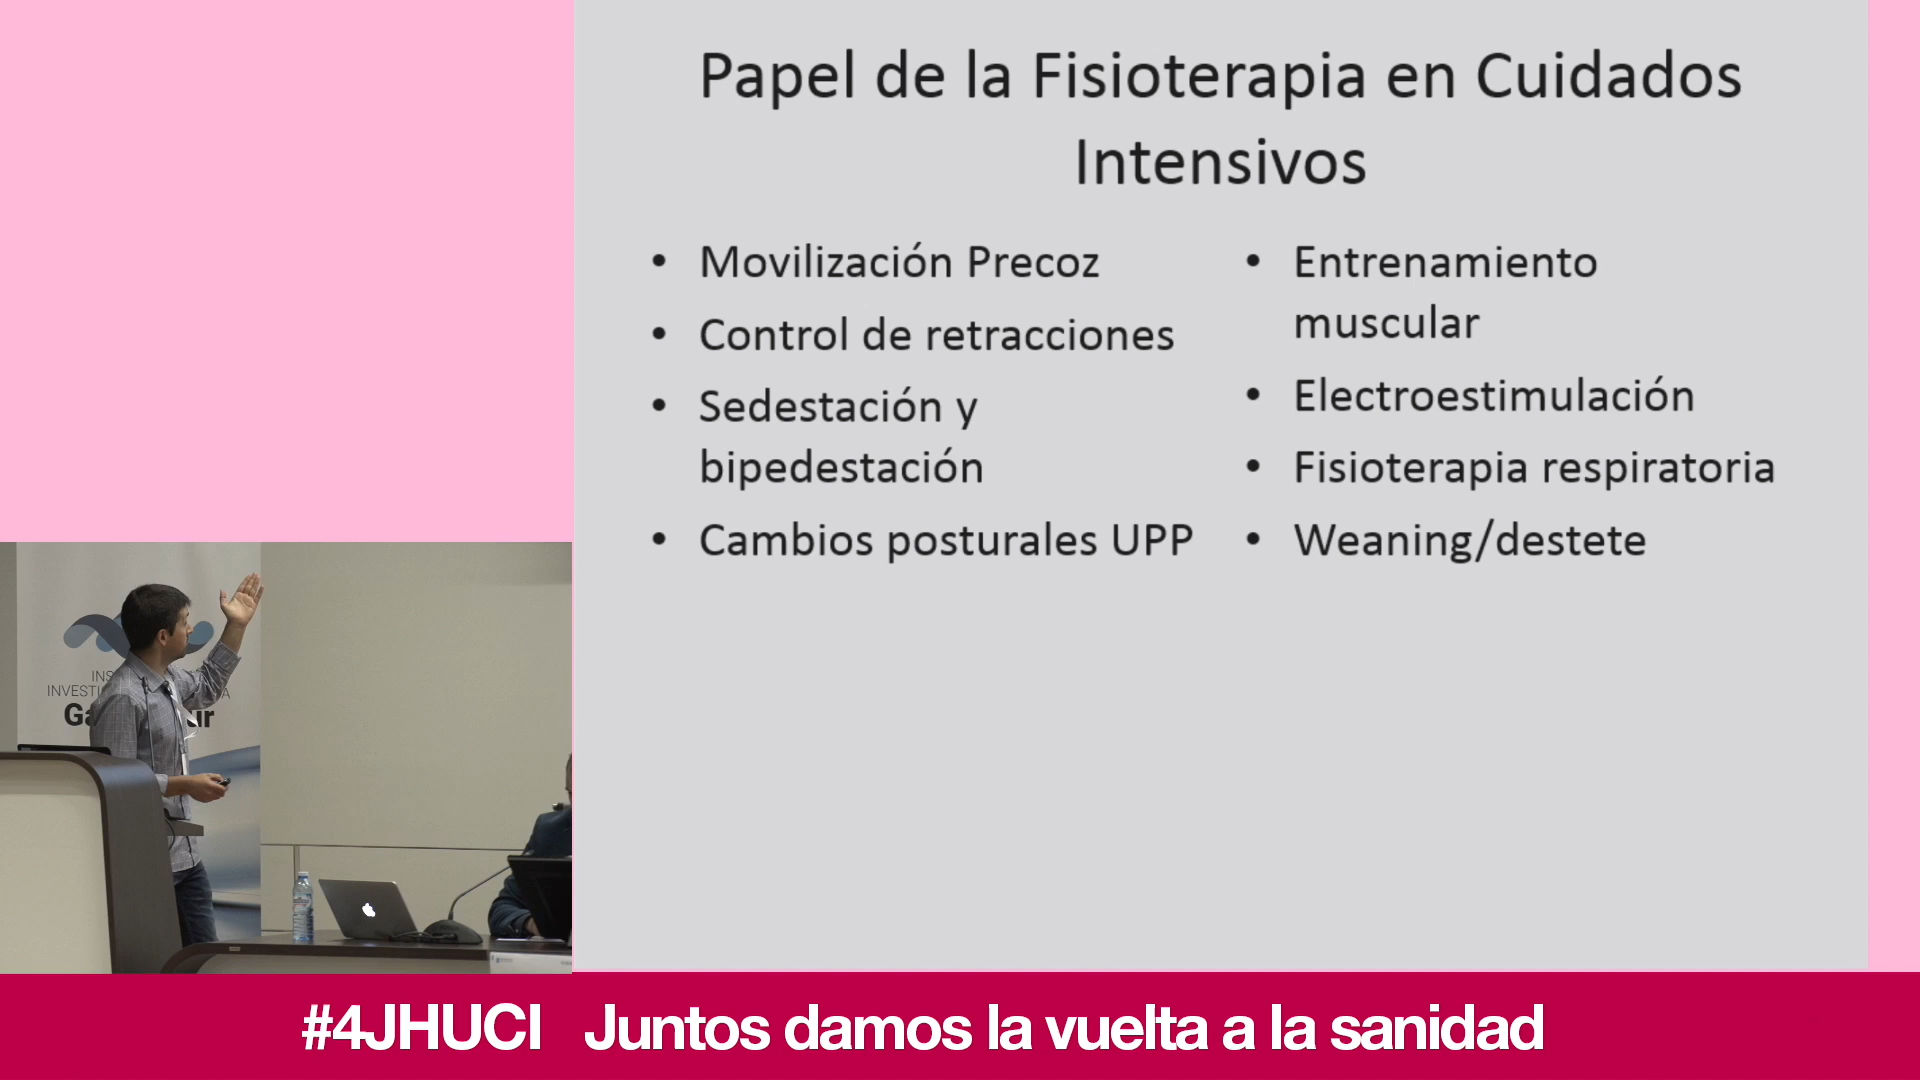 Papel de la Fisioterapia en Cuidados
Intensivos
• Movilización Precoz
• Control de retracciones
• Sedestación y
bipedestación
• Cambios posturales UPP
• Entrenamiento
muscular
• Electroestimulación
• Fisioterapia respiratoria
• Weaning/destete
#4JHUCI Juntos damos la vuelta a la sanidad